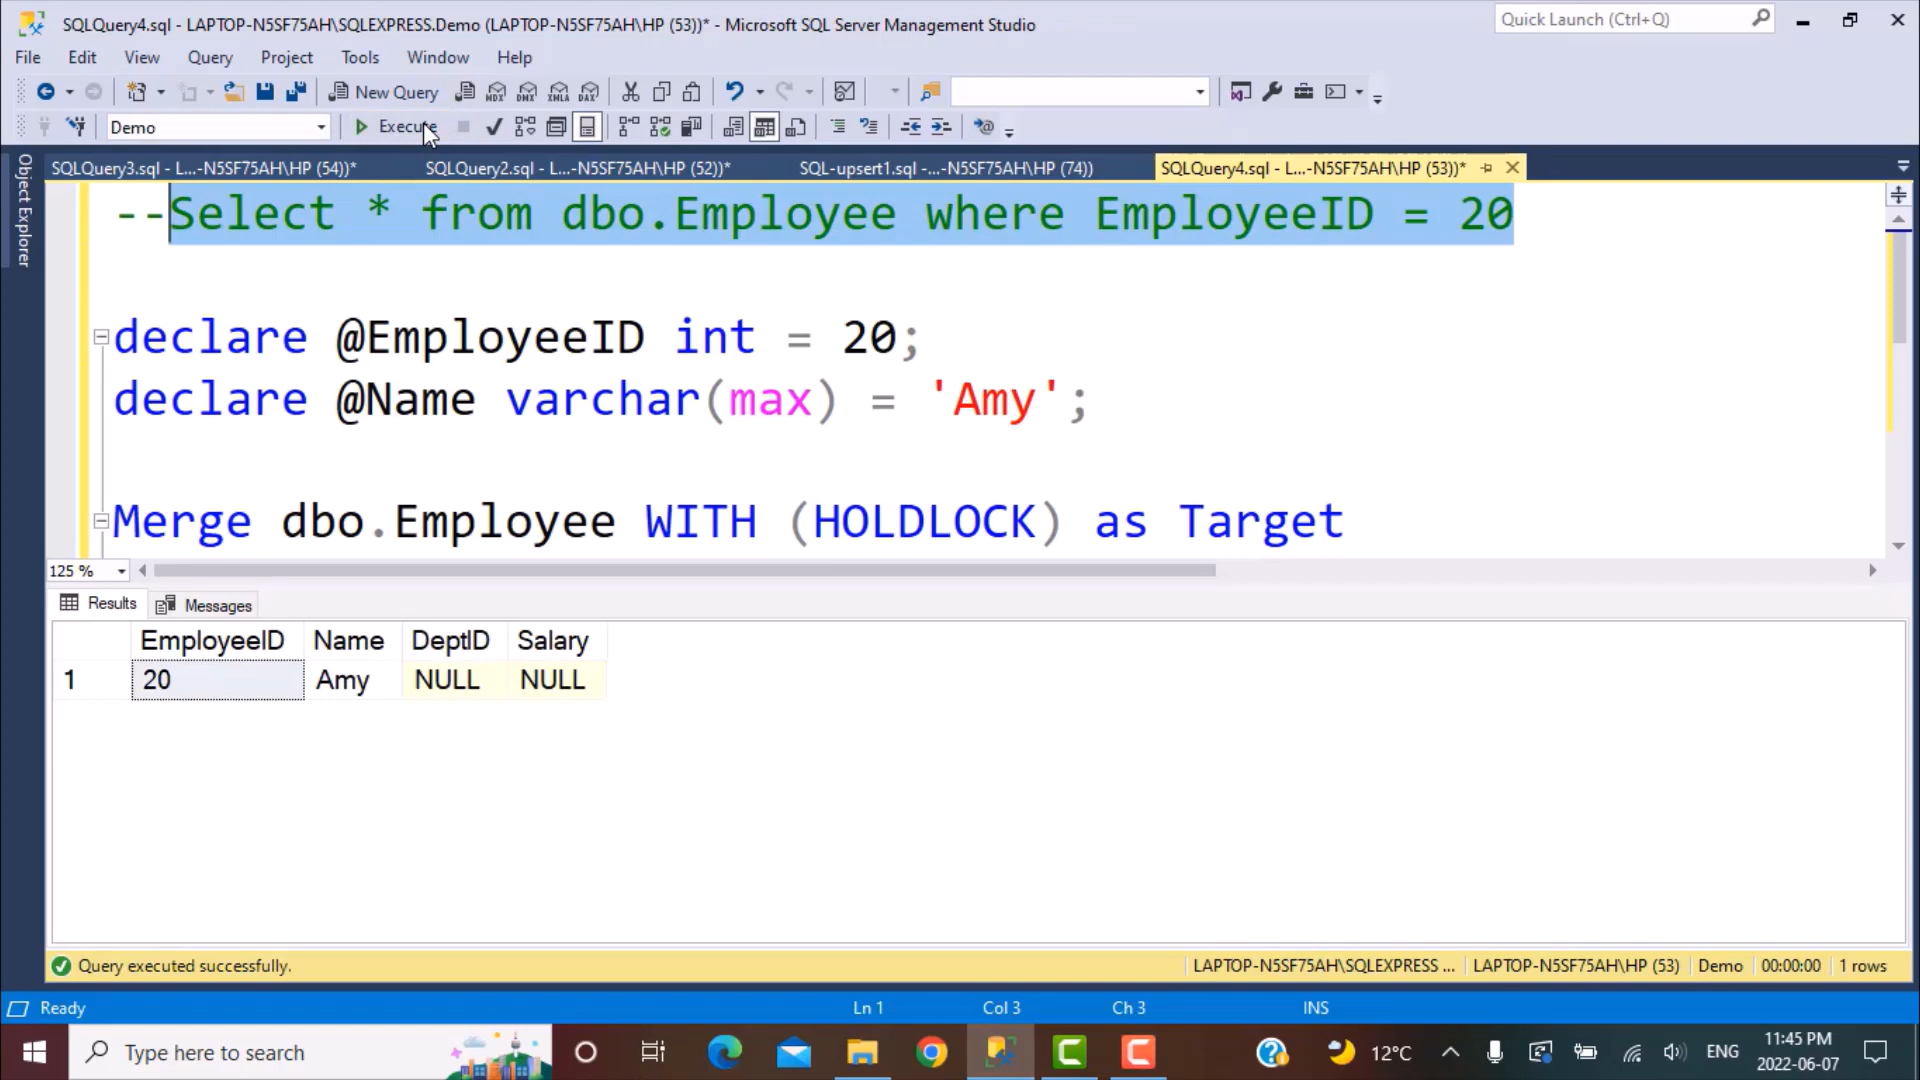 SQLQuery4.sql - LAPTOP-N5SF75AH\SQLEXPRESS.Demo (LAPTOP-N5SF75AH\HP (53))* - Microsoft SQL Server Management Studio
Quick Launch (Ctrl+Q)
File Edit View Query Project Tools Window Help
New Query MDX DMX XMLA DAX
Demo Execute
SQLQuery3.sql - L...-N5SF75AH\HP (54))* SQLQuery2.sql - L...-N5SF75AH\HP (52))* SQL-upsert1.sql -...-N5SF75AH\HP (74)) SQLQuery4.sql - L...-N5SF75AH\HP (53))*
Object Explorer
--Select * from dbo.Employee where EmployeeID = 20
declare @EmployeeID int = 20;
declare @Name varchar(max) = 'Amy';
Merge dbo.Employee WITH (HOLDLOCK) as Target
125 %
Results Messages
EmployeeID Name DeptID Salary
1 20 Amy NULL NULL
Query executed successfully. LAPTOP-N5SF75AH\SQLEXPRESS ... LAPTOP-N5SF75AH\HP (53) Demo 00:00:00 1 rows
Ready Ln 1 Col 3 Ch 3 INS
Type here to search 12°C ENG 11:45 PM
2022-06-07